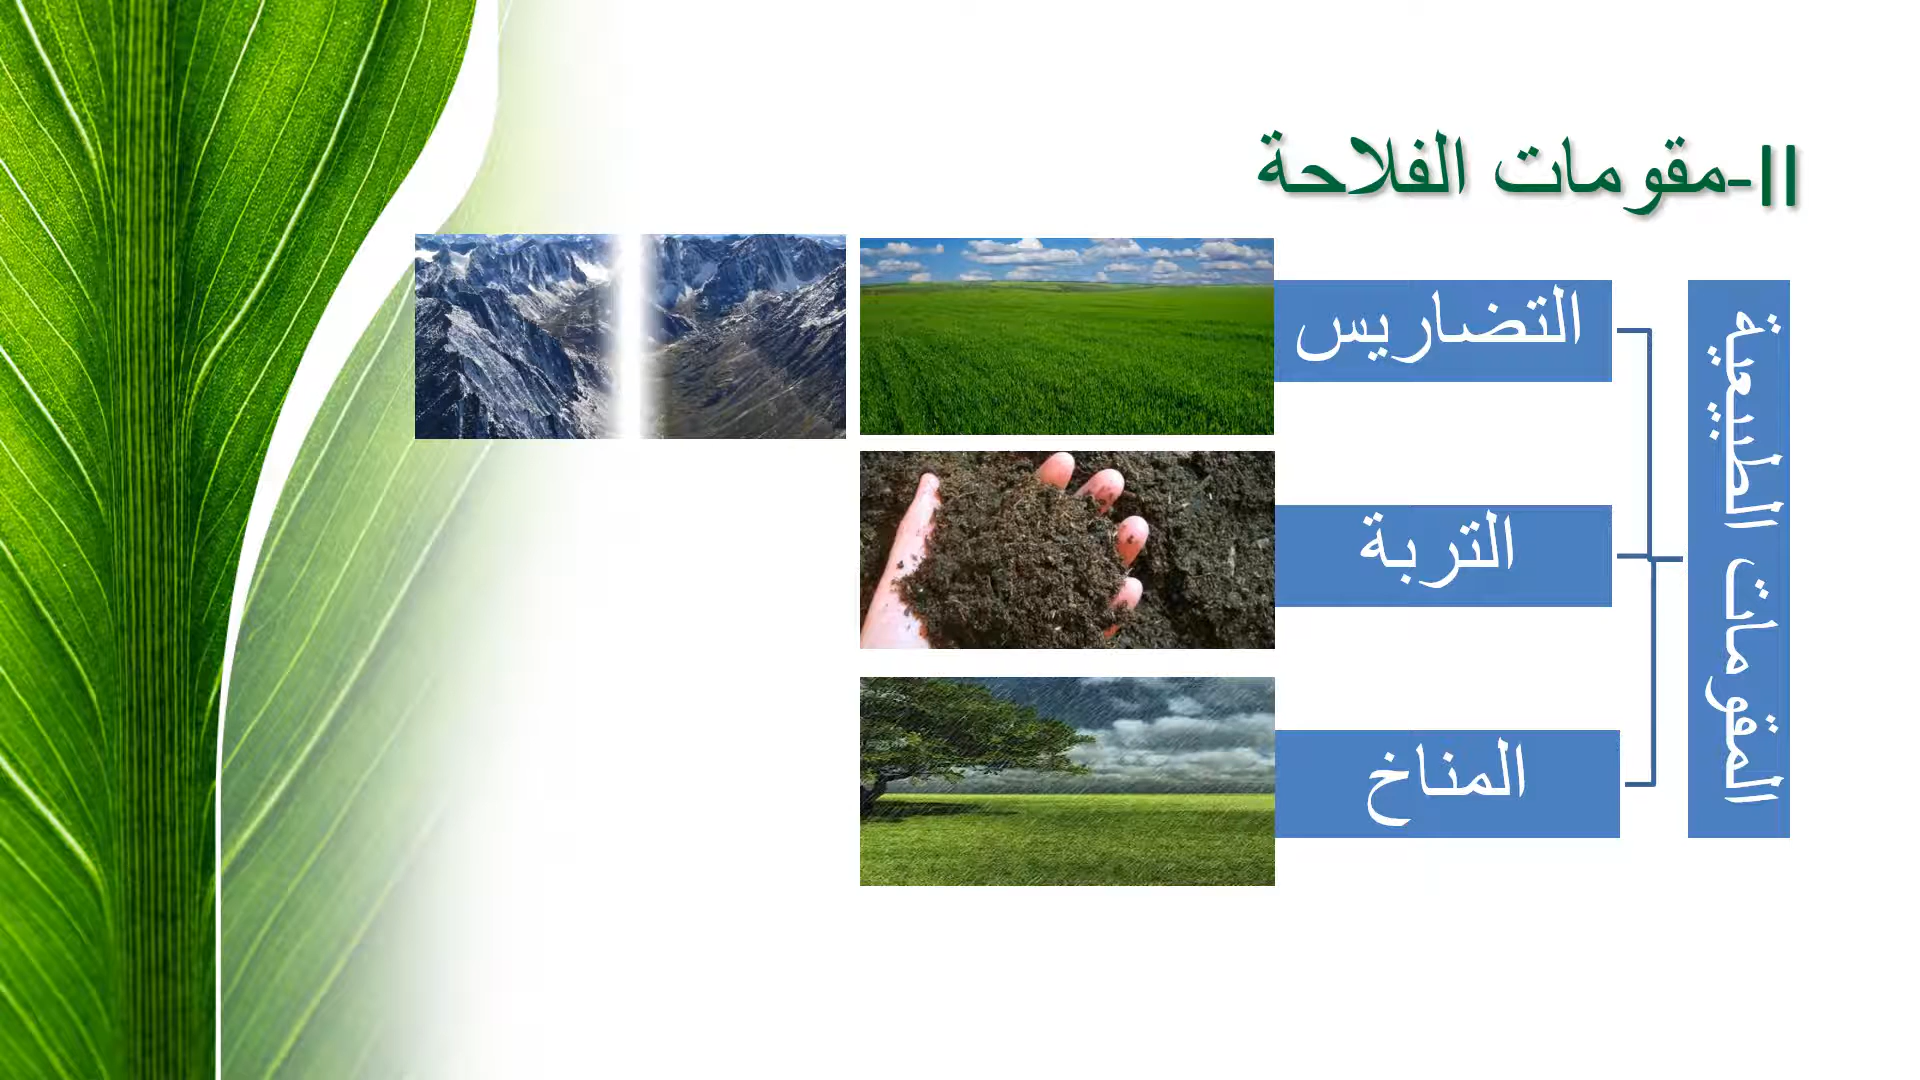 II-مقومات الفلاحة
المقومات الطبيعية
التضاريس
التربة
المناخ